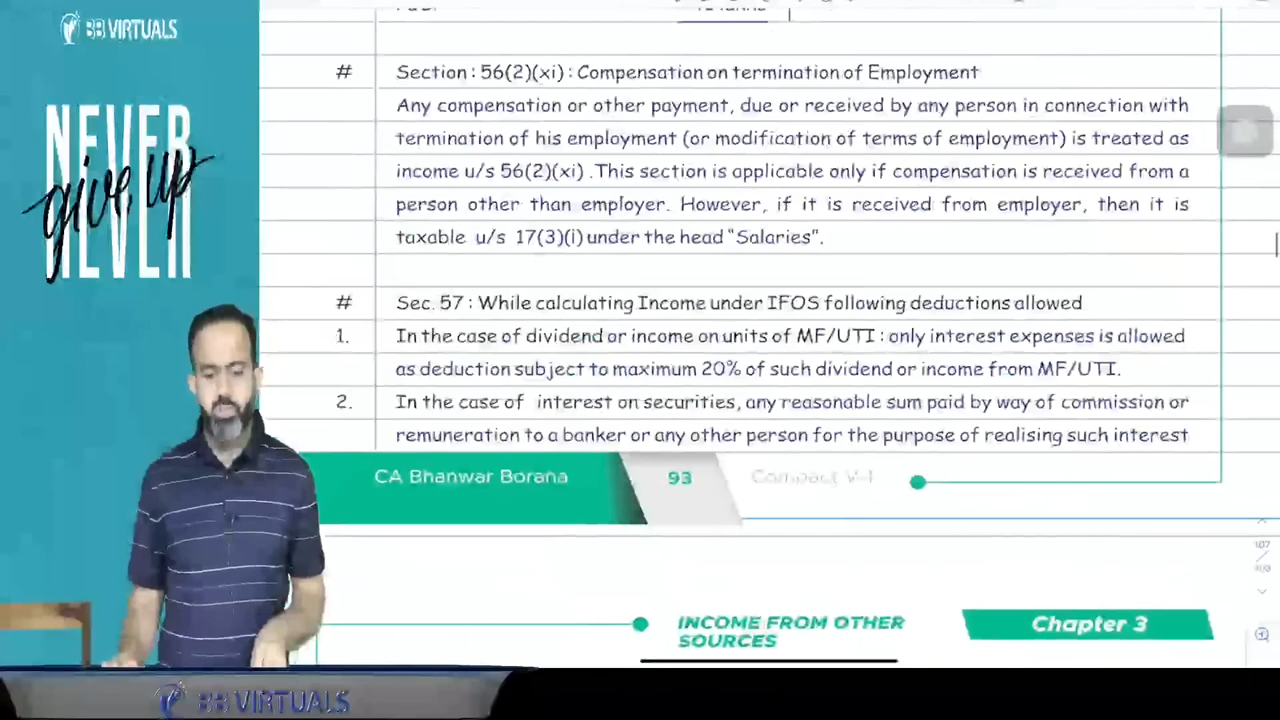 BB VIRTUALS
NEVER
give up
NEVER
# Section : 56(2)(xi) : Compensation on termination of Employment
Any compensation or other payment, due or received by any person in connection with
termination of his employment (or modification of terms of employment) is treated as
income u/s 56(2)(xi) .This section is applicable only if compensation is received from a
person other than employer. However, if it is received from employer, then it is
taxable u/s 17(3)(i) under the head "Salaries".
# Sec. 57 : While calculating Income under IFOS following deductions allowed
1. In the case of dividend or income on units of MF/UTI : only interest expenses is allowed
as deduction subject to maximum 20% of such dividend or income from MF/UTI.
2. In the case of interest on securities, any reasonable sum paid by way of commission or
remuneration to a banker or any other person for the purpose of realising such interest
CA Bhanwar Borana 93 Compact V-1
107
INCOME FROM OTHER
SOURCES
Chapter 3
BB VIRTUALS